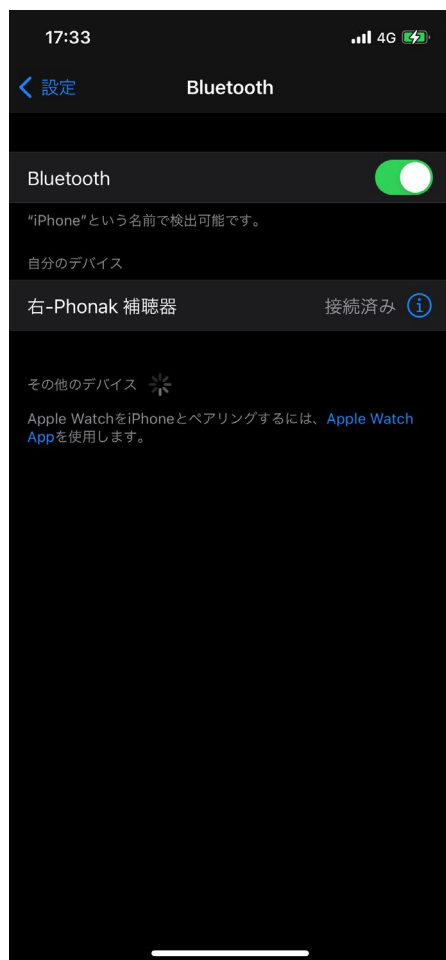 17:33
4G
設定
Bluetooth
Bluetooth
“iPhone”という名前で検出可能です。
自分のデバイス
右-Phonak 補聴器 接続済み
その他のデバイス
Apple WatchをiPhoneとペアリングするには、Apple Watch
Appを使用します。